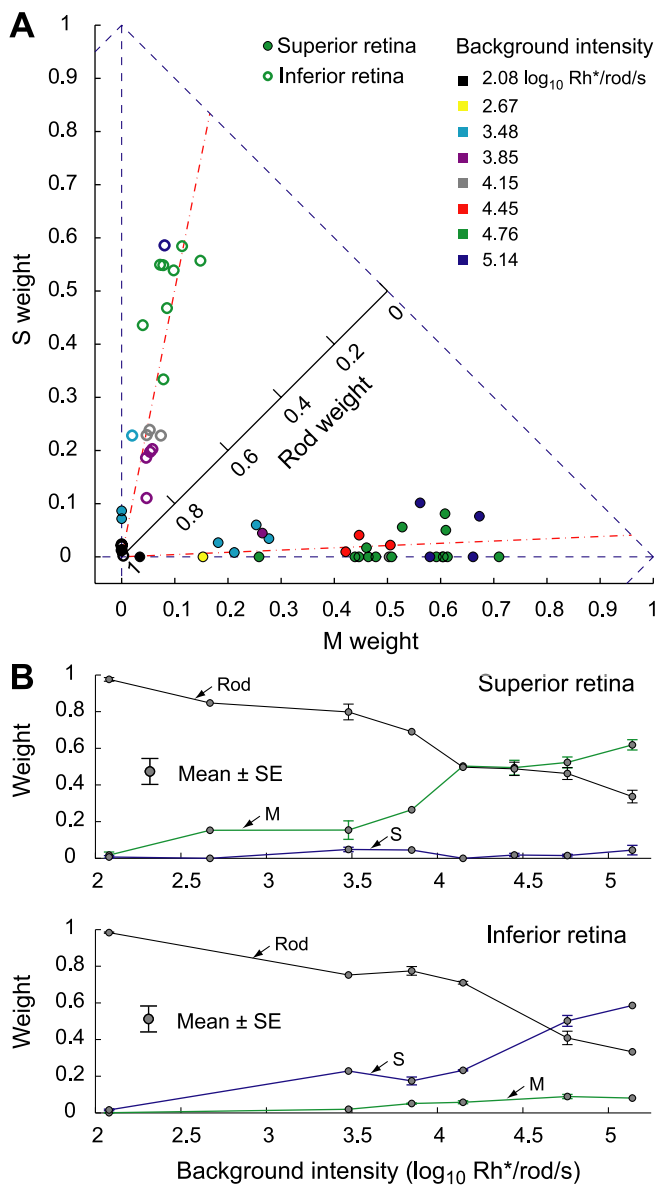 A
Superior retina
Inferior retina
Background intensity
2.08 log10 Rh*/rod/s
2.67
3.48
3.85
4.15
4.45
4.76
5.14
S weight
1
0.9
0.8
0.7
0.6
0.5
0.4
0.3
0.2
0.1
0
0
0.2
0.4
0.6
0.8
1
Rod weight
0 0.1 0.2 0.3 0.4 0.5 0.6 0.7 0.8 0.9 1
M weight
B
Superior retina
Weight
1
0.8
0.6
0.4
0.2
0
Rod
Mean ± SE
M
S
2 2.5 3 3.5 4 4.5 5
Inferior retina
Weight
1
0.8
0.6
0.4
0.2
0
Rod
Mean ± SE
S
M
2 2.5 3 3.5 4 4.5 5
Background intensity (log10 Rh*/rod/s)